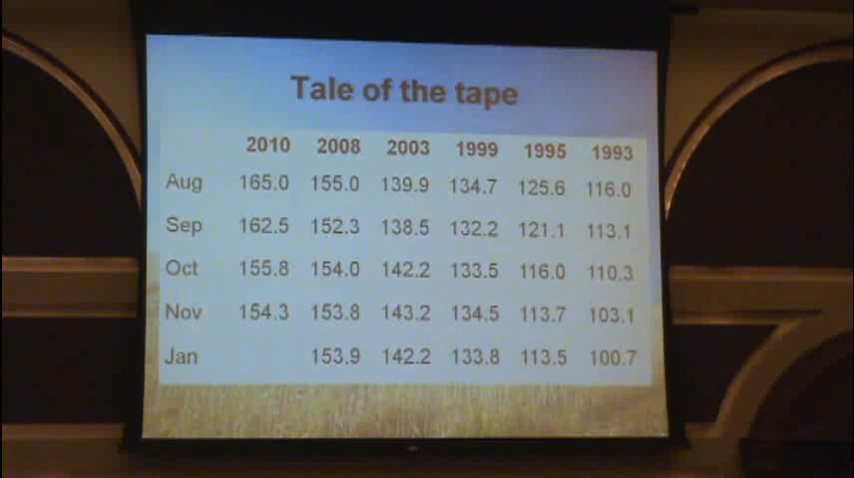 Tale of the tape
2010 2008 2003 1999 1995 1993
Aug 165.0 155.0 139.9 134.7 125.6 116.0
Sep 162.5 152.3 138.5 132.2 121.1 113.1
Oct 155.8 154.0 142.2 133.5 116.0 110.3
Nov 154.3 153.8 143.2 134.5 113.7 103.1
Jan 153.9 142.2 133.8 113.5 100.7